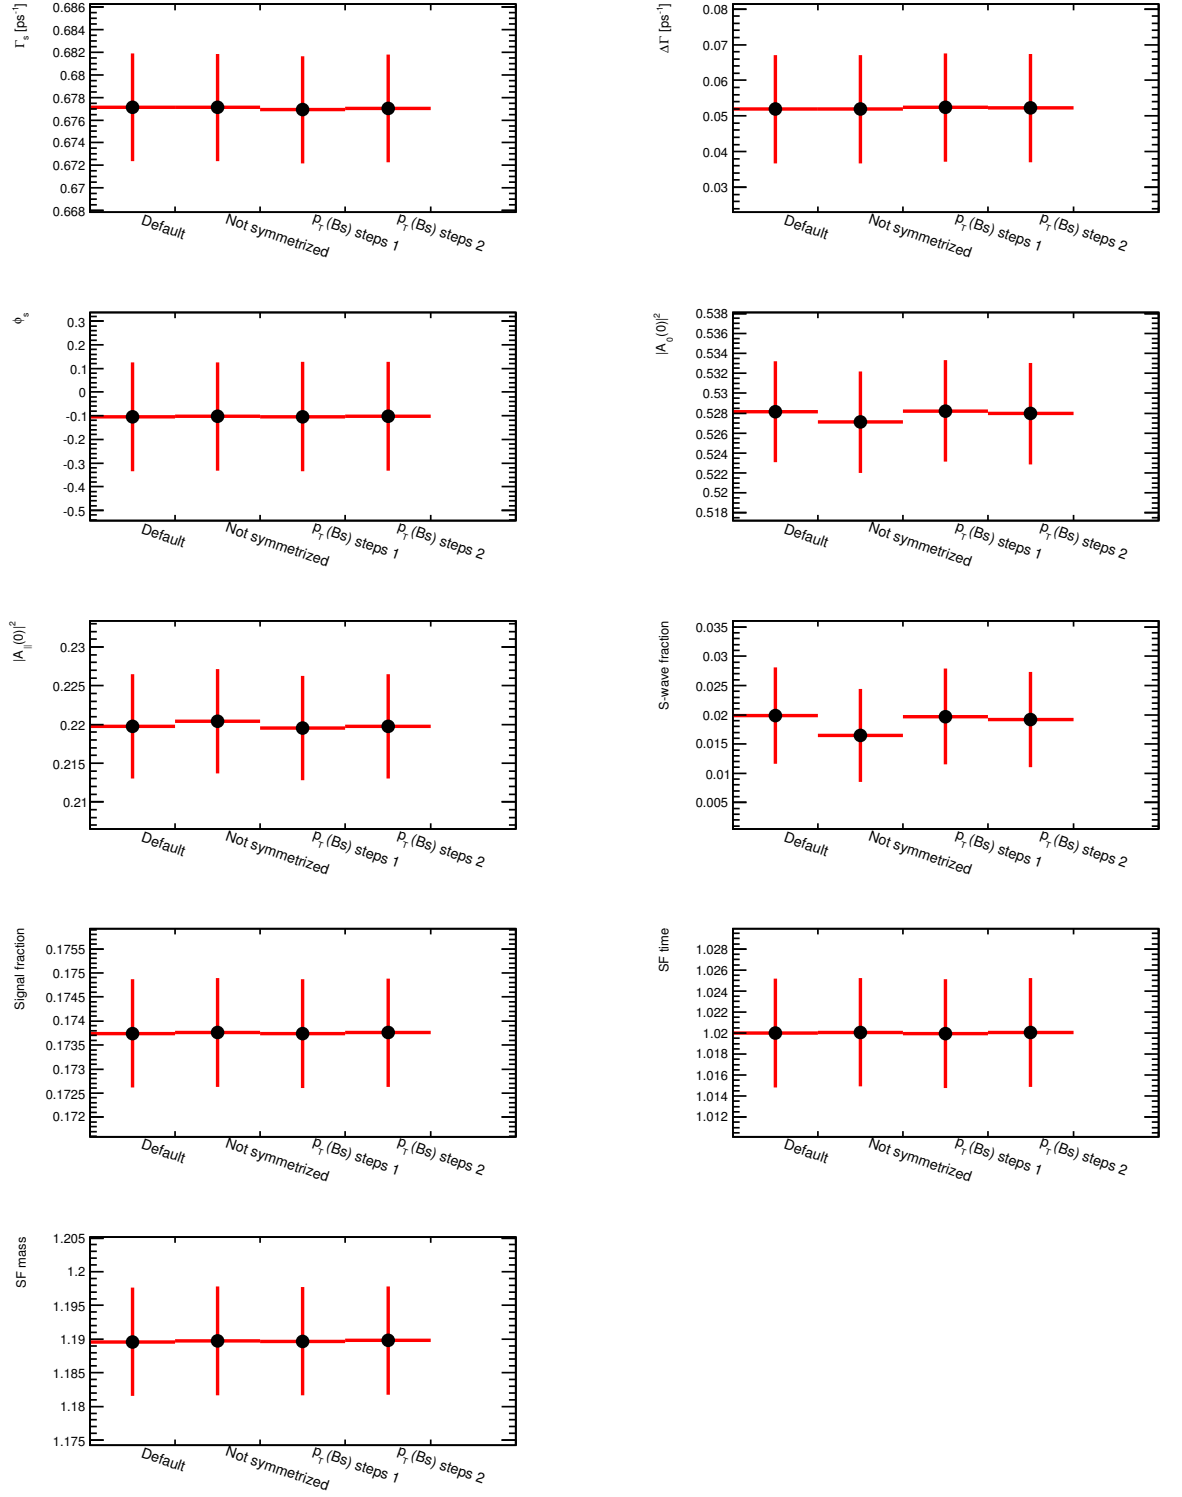 Γs [ps⁻¹]
0.686
0.684
0.682
0.68
0.678
0.676
0.674
0.672
0.67
0.668
Default
Not symmetrized
pT (Bs) steps 1
pT (Bs) steps 2
ΔΓ [ps⁻¹]
0.08
0.07
0.06
0.05
0.04
0.03
Default
Not symmetrized
pT (Bs) steps 1
pT (Bs) steps 2
ϕs
0.3
0.2
0.1
0
-0.1
-0.2
-0.3
-0.4
-0.5
Default
Not symmetrized
pT (Bs) steps 1
pT (Bs) steps 2
|A0(0)|²
0.538
0.536
0.534
0.532
0.53
0.528
0.526
0.524
0.522
0.52
0.518
Default
Not symmetrized
pT (Bs) steps 1
pT (Bs) steps 2
|A||(0)|²
0.23
0.225
0.22
0.215
0.21
Default
Not symmetrized
pT (Bs) steps 1
pT (Bs) steps 2
S-wave fraction
0.035
0.03
0.025
0.02
0.015
0.01
0.005
Default
Not symmetrized
pT (Bs) steps 1
pT (Bs) steps 2
Signal fraction
0.1755
0.175
0.1745
0.174
0.1735
0.173
0.1725
0.172
Default
Not symmetrized
pT (Bs) steps 1
pT (Bs) steps 2
SF time
1.028
1.026
1.024
1.022
1.02
1.018
1.016
1.014
1.012
Default
Not symmetrized
pT (Bs) steps 1
pT (Bs) steps 2
SF mass
1.205
1.2
1.195
1.19
1.185
1.18
1.175
Default
Not symmetrized
pT (Bs) steps 1
pT (Bs) steps 2